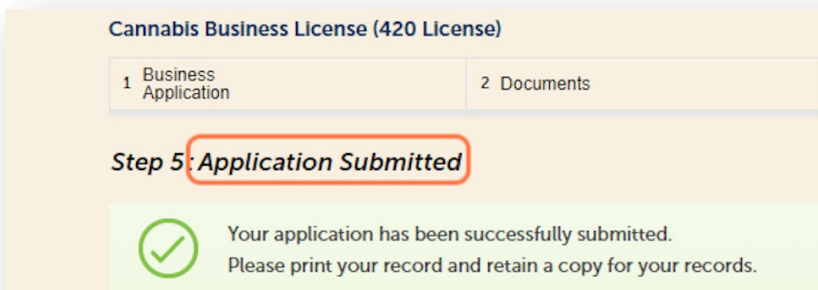 Cannabis Business License (420 License)
1 Business
Application
2 Documents
Step 5: Application Submitted
Your application has been successfully submitted.
Please print your record and retain a copy for your records.